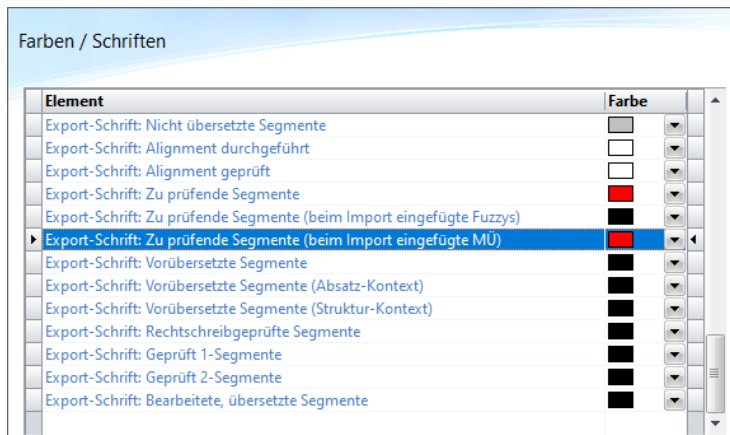 Farben / Schriften
Element Farbe
Export-Schrift: Nicht übersetzte Segmente
Export-Schrift: Alignment durchgeführt
Export-Schrift: Alignment geprüft
Export-Schrift: Zu prüfende Segmente
Export-Schrift: Zu prüfende Segmente (beim Import eingefügte Fuzzys)
Export-Schrift: Zu prüfende Segmente (beim Import eingefügte MÜ)
Export-Schrift: Vorübersetzte Segmente
Export-Schrift: Vorübersetzte Segmente (Absatz-Kontext)
Export-Schrift: Vorübersetzte Segmente (Struktur-Kontext)
Export-Schrift: Rechtschreibgeprüfte Segmente
Export-Schrift: Geprüft 1-Segmente
Export-Schrift: Geprüft 2-Segmente
Export-Schrift: Bearbeitete, übersetzte Segmente